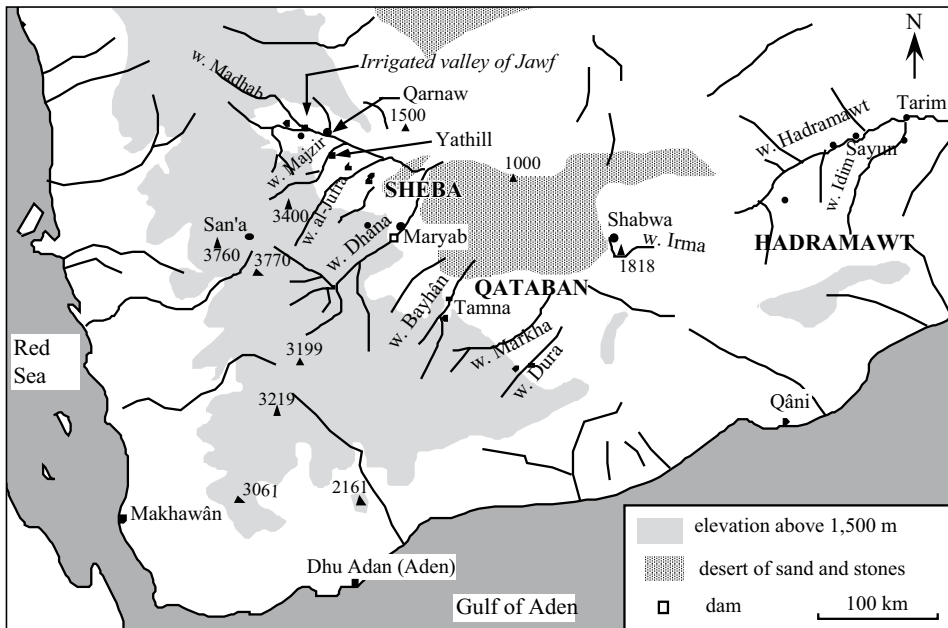 N
Irrigated valley of Jawf
w. Madhab
Qarnaw
1500
Tarim
w. Hadramawt
Sayun
Yathill
w. Majzir
1000
w. Idim
SHEBA
w. al-Juffa
3400
San'a
Shabwa
w. Dhana
Maryab
w. Irma
HADRAMAWT
3760
3770
1818
QATABAN
w. Bayhân
Tamna
w. Markha
w. Dura
Red
Sea
3199
3219
Qâni
3061
2161
Makhawân
Dhu Adan (Aden)
Gulf of Aden
elevation above 1,500 m
desert of sand and stones
dam
100 km